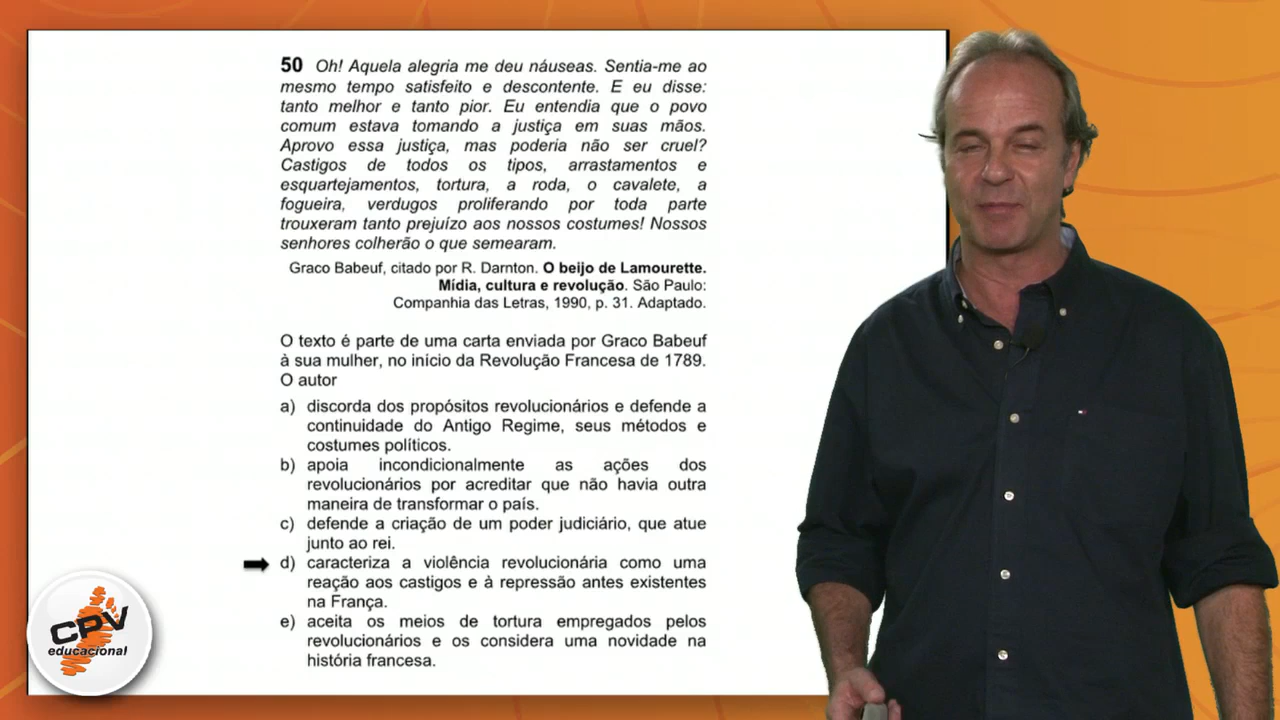 50 Oh! Aquela alegria me deu náuseas. Sentia-me ao
mesmo tempo satisfeito e descontente. E eu disse:
tanto melhor e tanto pior. Eu entendia que o povo
comum estava tomando a justiça em suas mãos.
Aprovo essa justiça, mas poderia não ser cruel?
Castigos de todos os tipos, arrastamentos e
esquartejamentos, tortura, a roda, o cavalete, a
fogueira, verdugos proliferando por toda parte
trouxeram tanto prejuízo aos nossos costumes! Nossos
senhores colherão o que semearam.
Graco Babeuf, citado por R. Darnton. O beijo de Lamourette.
Mídia, cultura e revolução. São Paulo:
Companhia das Letras, 1990, p. 31. Adaptado.
O texto é parte de uma carta enviada por Graco Babeuf
à sua mulher, no início da Revolução Francesa de 1789.
O autor
a) discorda dos propósitos revolucionários e defende a
continuidade do Antigo Regime, seus métodos e
costumes políticos.
b) apoia incondicionalmente as ações dos
revolucionários por acreditar que não havia outra
maneira de transformar o país.
c) defende a criação de um poder judiciário, que atue
junto ao rei.
d) caracteriza a violência revolucionária como uma
reação aos castigos e à repressão antes existentes
na França.
e) aceita os meios de tortura empregados pelos
revolucionários e os considera uma novidade na
história francesa.
CPV
educacional